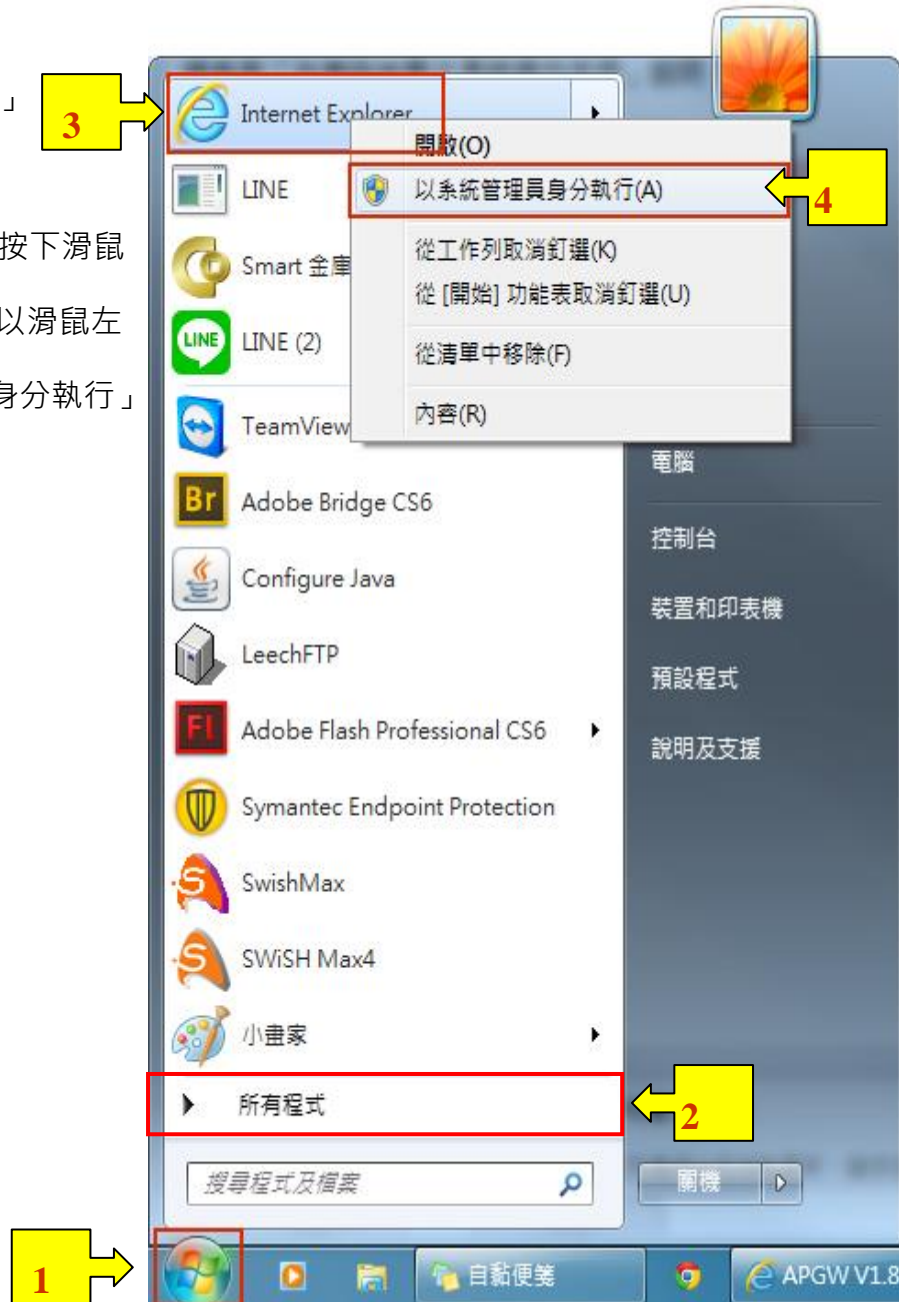 」
按下滑鼠
以滑鼠左
身分執行」
3
Internet Explorer
開啟(O)
以系統管理員身分執行(A)
4
從工作列取消釘選(K)
從 [開始] 功能表取消釘選(U)
從清單中移除(F)
內容(R)
LINE
Smart 金庫
LINE
LINE (2)
TeamView
Br
Adobe Bridge CS6
Configure Java
LeechFTP
Fl
Adobe Flash Professional CS6
Symantec Endpoint Protection
SwishMax
SWiSH Max4
小畫家
所有程式
2
電腦
控制台
裝置和印表機
預設程式
說明及支援
搜尋程式及檔案
關機
1
自黏便箋
APGW V1.8